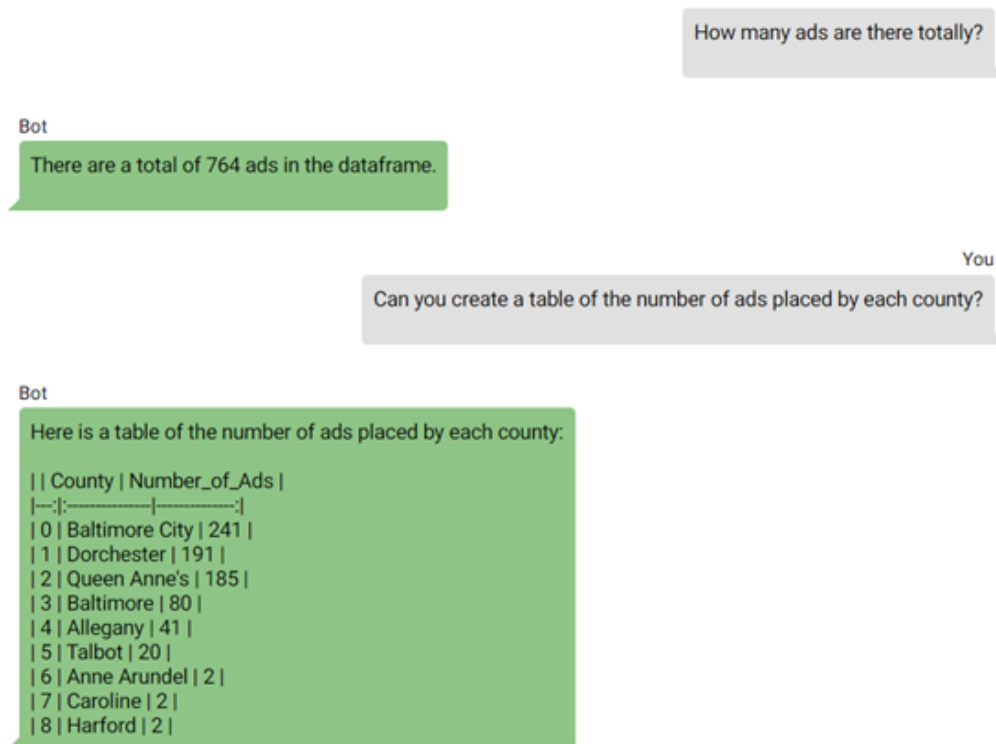 How many ads are there totally?
Bot
There are a total of 764 ads in the dataframe.
You
Can you create a table of the number of ads placed by each county?
Bot
Here is a table of the number of ads placed by each county:
| | County | Number_of_Ads |
|---:|:---------------|--------------:|
| 0 | Baltimore City | 241 |
| 1 | Dorchester | 191 |
| 2 | Queen Anne's | 185 |
| 3 | Baltimore | 80 |
| 4 | Allegany | 41 |
| 5 | Talbot | 20 |
| 6 | Anne Arundel | 2 |
| 7 | Caroline | 2 |
| 8 | Harford | 2 |